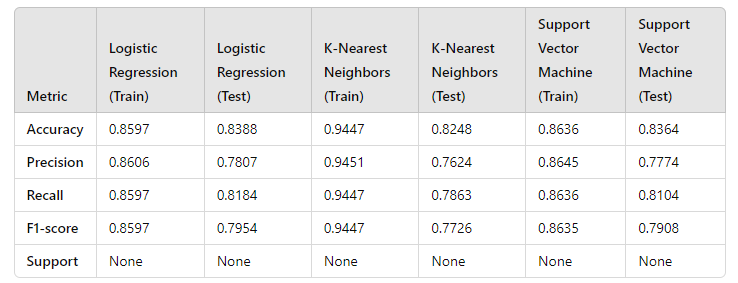 Metric Logistic Regression (Train) Logistic Regression (Test) K-Nearest Neighbors (Train) K-Nearest Neighbors (Test) Support Vector Machine (Train) Support Vector Machine (Test)
Accuracy 0.8597 0.8388 0.9447 0.8248 0.8636 0.8364
Precision 0.8606 0.7807 0.9451 0.7624 0.8645 0.7774
Recall 0.8597 0.8184 0.9447 0.7863 0.8636 0.8104
F1-score 0.8597 0.7954 0.9447 0.7726 0.8635 0.7908
Support None None None None None None